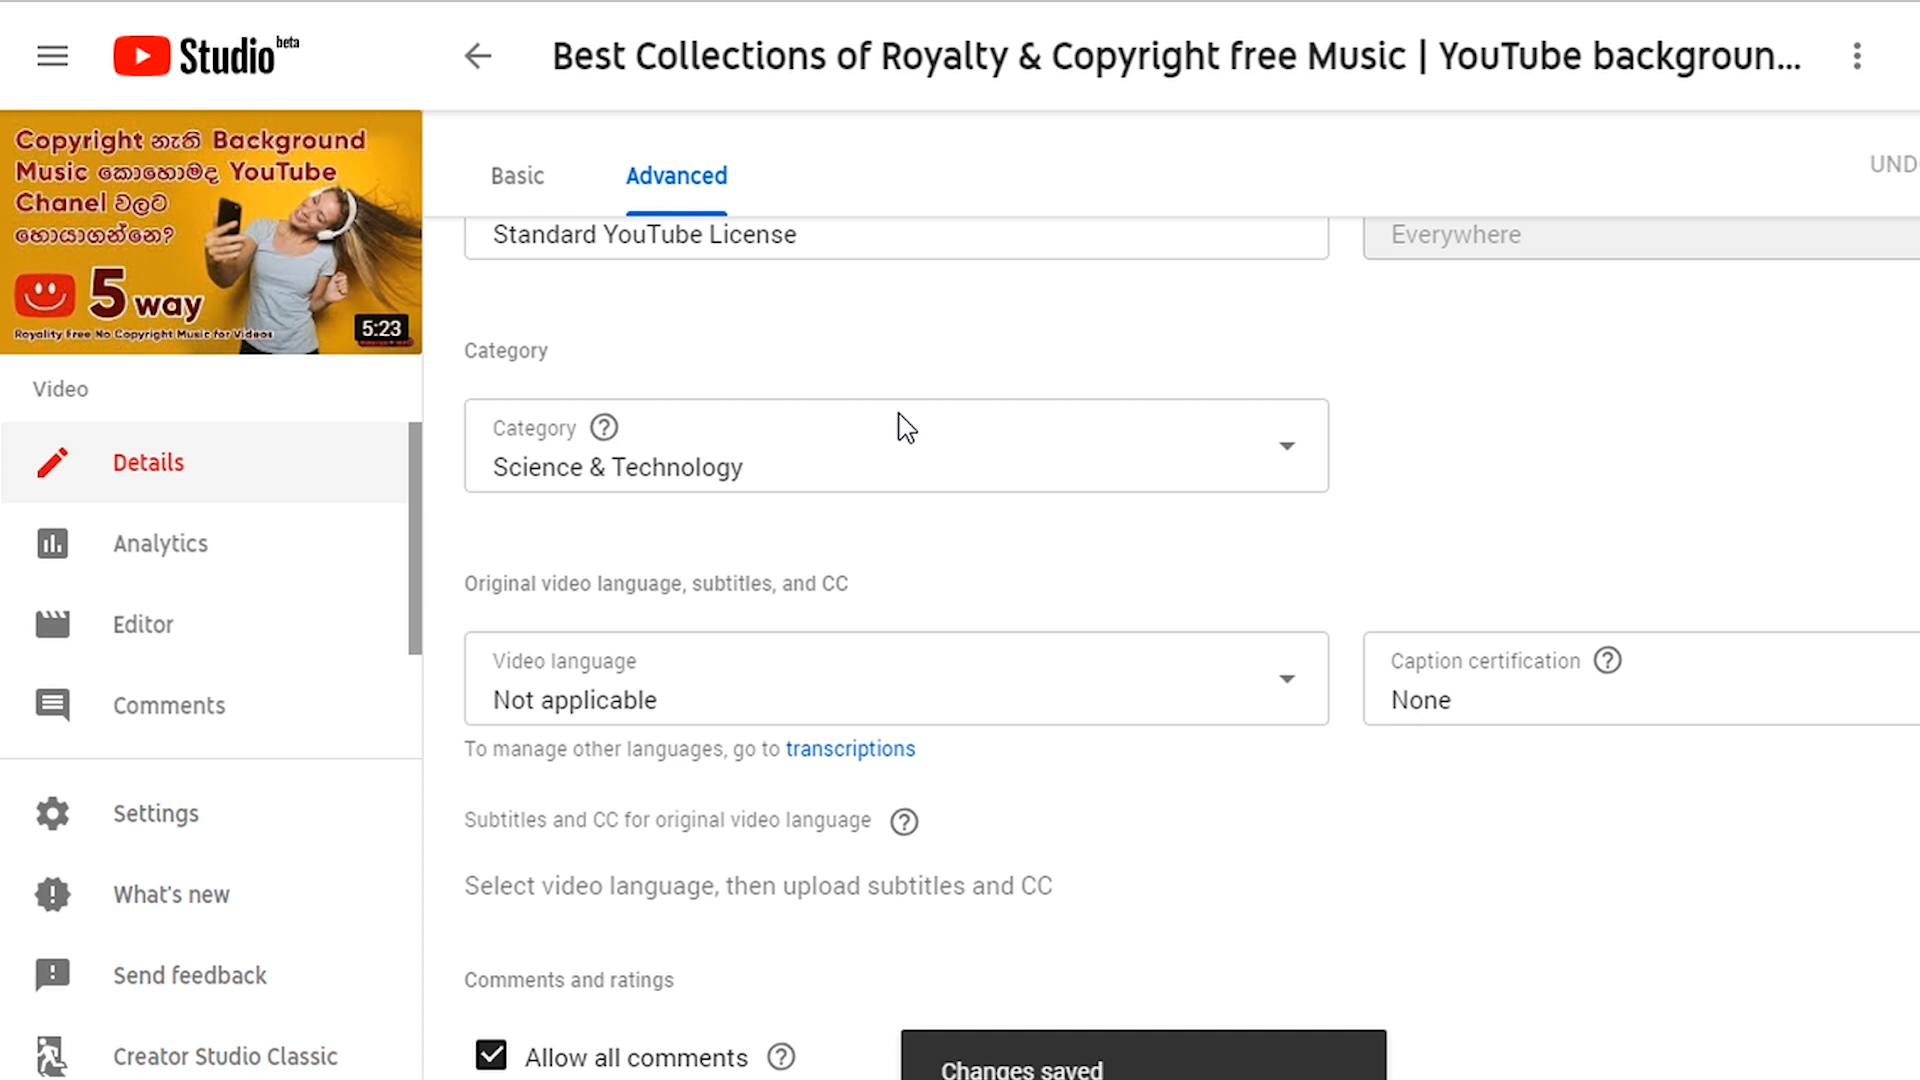 Studio beta
Best Collections of Royalty & Copyright free Music | YouTube backgroun...
Copyright නැති Background
Music කොහොමද YouTube
Chanel වලට
හොයාගන්නෙ?
5 way
Royality Free No Copyright Music for Videos
5:23
Basic
Advanced
UND
Standard YouTube License
Everywhere
Video
Category
Details
Category
Science & Technology
Analytics
Original video language, subtitles, and CC
Editor
Video language
Not applicable
Caption certification
None
Comments
To manage other languages, go to transcriptions
Settings
Subtitles and CC for original video language
What's new
Select video language, then upload subtitles and CC
Send feedback
Comments and ratings
Creator Studio Classic
Allow all comments
Changes saved